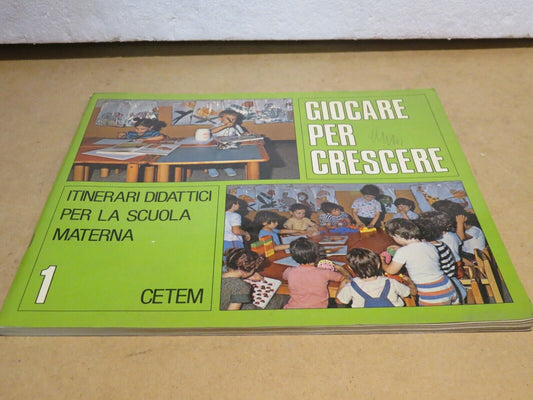 GIOCARE
PER
CRESCERE
ITINERARI DIDATTICI
PER LA SCUOLA
MATERNA
1
CETEM